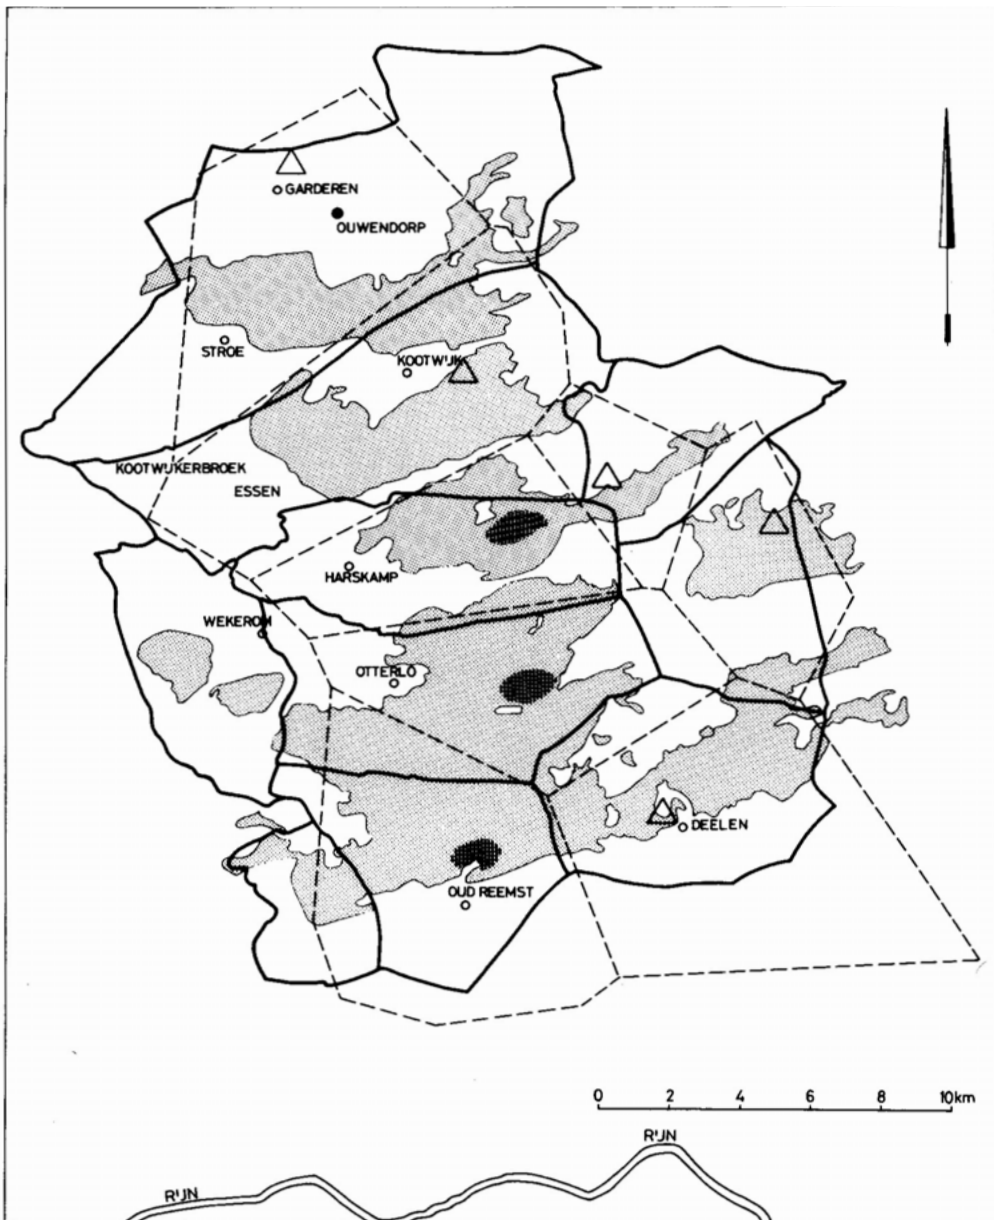 GARDEREN
OUWENDORP
STROE
KOOTWIJK
KOOTWIJKERBROEK
ESSEN
HARSKAMP
WEKEROM
OTTERLO
DEELEN
OUD REEMST
0 2 4 6 8 10km
RIJN
RIJN